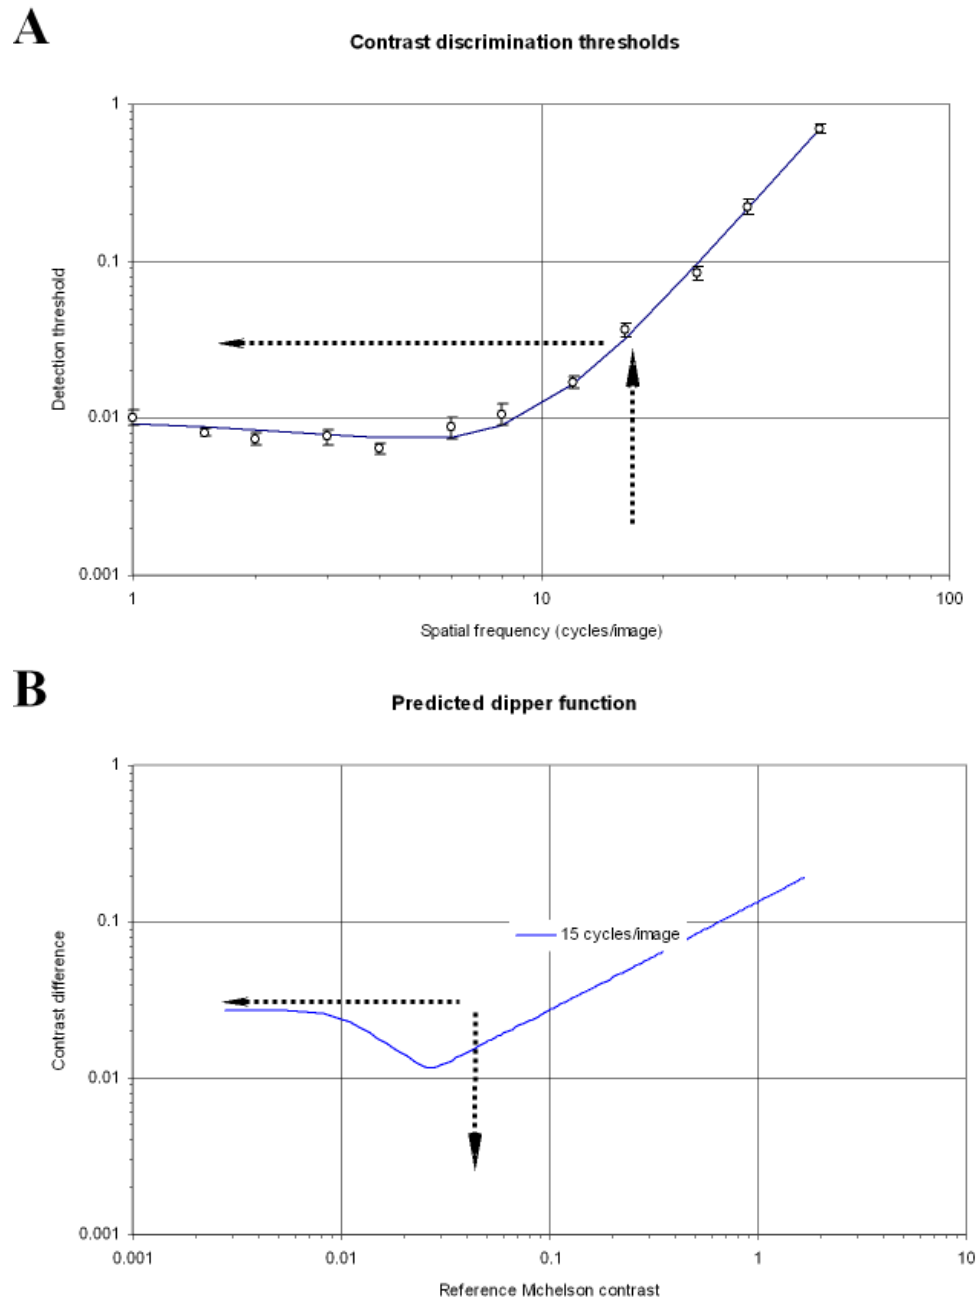 A
Contrast discrimination thresholds
1
0.1
0.01
0.001
Detection threshold
1
10
100
Spatial frequency (cycles/image)
B
Predicted dipper function
1
0.1
0.01
0.001
Contrast difference
15 cycles/image
0.001
0.01
0.1
1
10
Reference Mchelson contrast